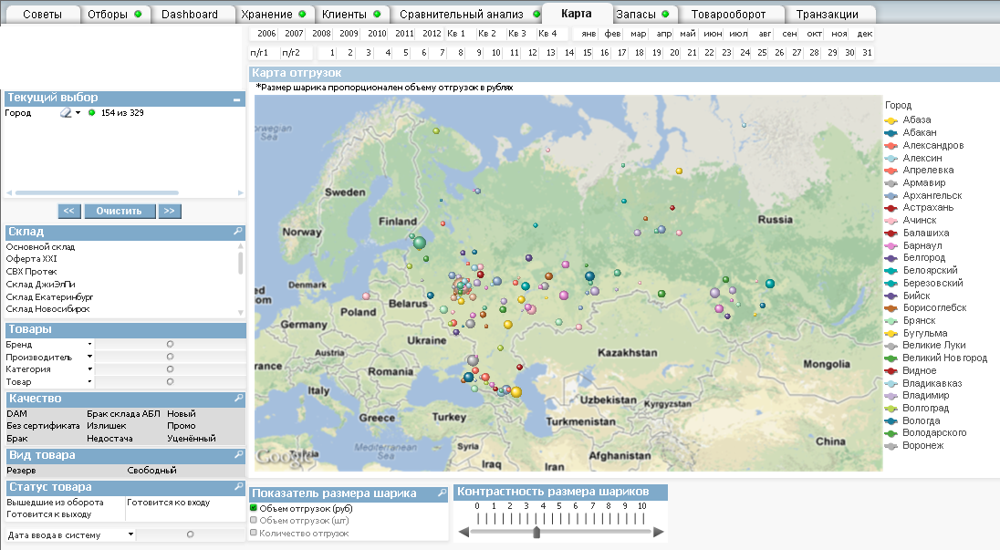 Советы Отборы Dashboard Хранение Клиенты Сравнительный анализ Карта Запасы Товарооборот Транзакции
2006 2007 2008 2009 2010 2011 2012 Кв 1 Кв 2 Кв 3 Кв 4 янв фев мар апр май июн июл авг сен окт ноя дек
п/г1 п/г2 1 2 3 4 5 6 7 8 9 10 11 12 13 14 15 16 17 18 19 20 21 22 23 24 25 26 27 28 29 30 31
Текущий выбор
Город 154 из 329
<< Очистить >>
Склад
Основной склад
Оферта XXI
СВХ Протек
Склад ДжиЭлПи
Склад Екатеринбург
Склад Новосибирск
Товары
Бренд
Производитель
Категория
Товар
Качество
DAM Брак склада АБЛ Новый
Без сертификата Излишек Промо
Брак Недостача Уценённый
Вид товара
Резерв Свободный
Статус товара
Вышедшие из оборота Готовится ко входу
Готовится к выходу
Дата ввода в систему
Карта отгрузок
*Размер шарика пропорционален объему отгрузок в рублях
rwegian
Sea
Sweden
Finland
Norway
Russia
Denmark
ed
dom
Belarus
Poland
Germany
Ukraine
Kazakhstan
Austria
rance
Romania
Mongolia
Italy
Uzbekistan
Kyrgyzstan
Greece
Turkey
Turkmenistan
China
Mediterranean
Sea
Syria
Afghanistan
Iraq
Iran
Google
Tunisia
Город
Абаза
Абакан
Александров
Алексин
Апрелевка
Армавир
Архангельск
Астрахань
Ачинск
Балашиха
Барнаул
Белгород
Белоярский
Березовский
Бийск
Борисоглебск
Брянск
Бугульма
Великие Луки
Великий Новгород
Видное
Владикавказ
Владимир
Волгоград
Вологда
Володарского
Воронеж
Показатель размера шарика
Объем отгрузок (руб)
Объем отгрузок (шт)
Количество отгрузок
Контрастность размера шариков
0 1 2 3 4 5 6 7 8 9 10